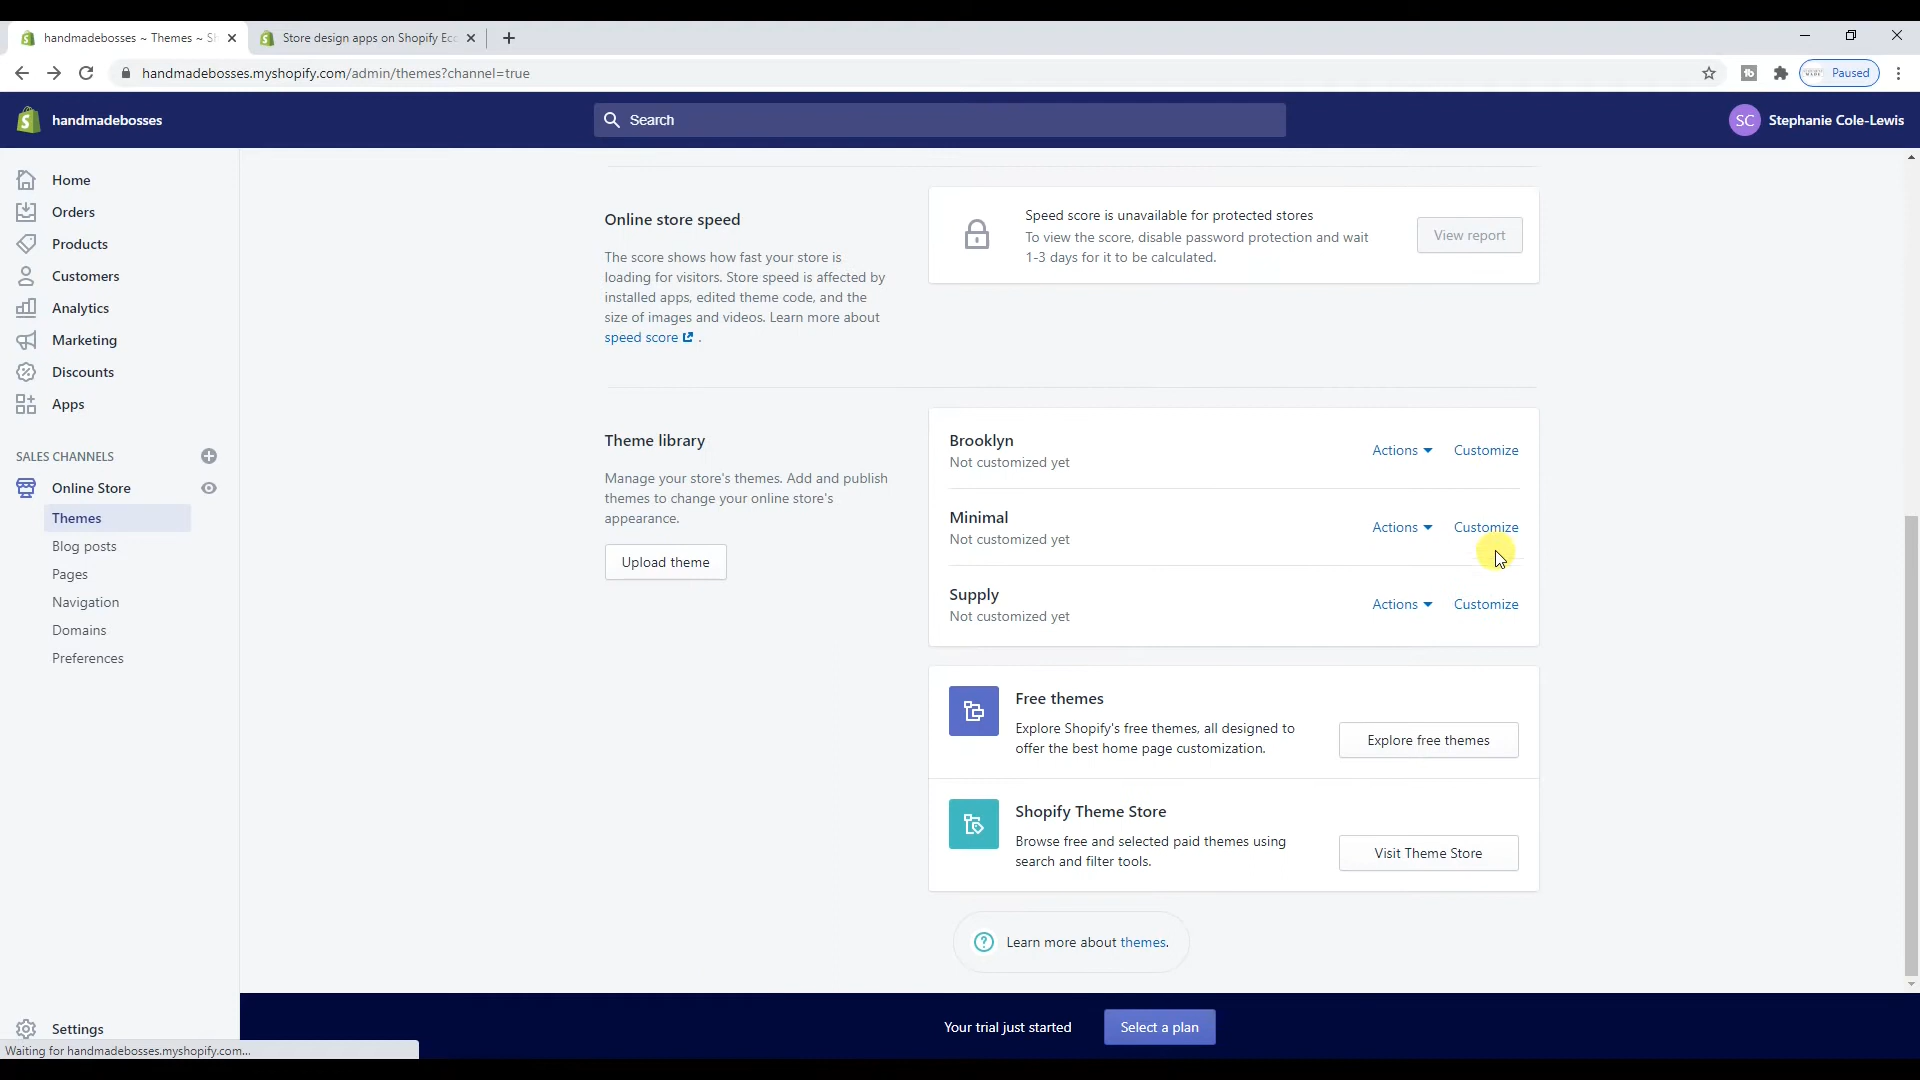 handmadebosses ~ Themes ~ Sh
Store design apps on Shopify Eco
handmadebosses.myshopify.com/admin/themes?channel=true
Paused
handmadebosses
Search
SC
Stephanie Cole-Lewis
Home
Orders
Products
Customers
Analytics
Marketing
Discounts
Apps
SALES CHANNELS
Online Store
Themes
Blog posts
Pages
Navigation
Domains
Preferences
Settings
Waiting for handmadebosses.myshopify.com...
Online store speed
The score shows how fast your store is
loading for visitors. Store speed is affected by
installed apps, edited theme code, and the
size of images and videos. Learn more about
speed score .
Speed score is unavailable for protected stores
To view the score, disable password protection and wait
1-3 days for it to be calculated.
View report
Theme library
Manage your store's themes. Add and publish
themes to change your online store's
appearance.
Upload theme
Brooklyn
Not customized yet
Actions
Customize
Minimal
Not customized yet
Actions
Customize
Supply
Not customized yet
Actions
Customize
Free themes
Explore Shopify's free themes, all designed to
offer the best home page customization.
Explore free themes
Shopify Theme Store
Browse free and selected paid themes using
search and filter tools.
Visit Theme Store
Learn more about themes.
Your trial just started
Select a plan